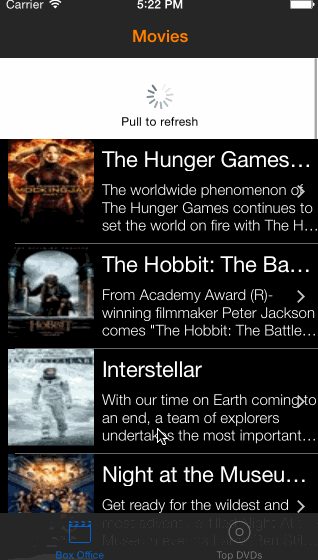 Carrier 5:22 PM
Movies
Pull to refresh
MOCKINGJAY
The Hunger Games...
The worldwide phenomenon of
The Hunger Games continues to
set the world on fire with The H...
HOBBIT
The Hobbit: The Ba...
From Academy Award (R)-
winning filmmaker Peter Jackson
comes "The Hobbit: The Battle...
INTERSTELLAR
Interstellar
With our time on Earth coming to
an end, a team of explorers
undertakes the most important...
Night at the Museu...
Get ready for the wildest and
Box Office Top DVDs